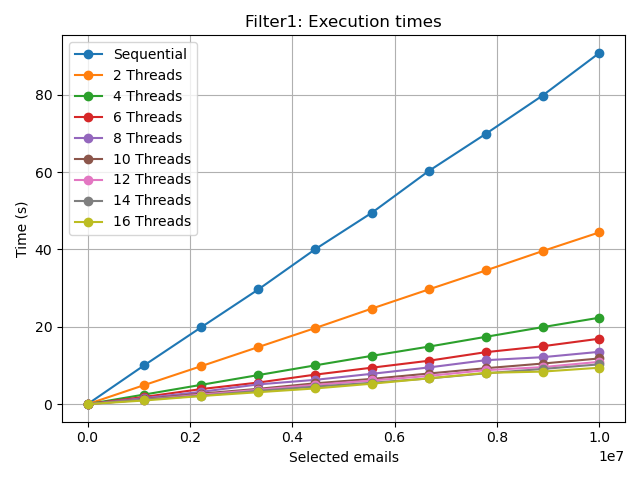 Filter1: Execution times
Sequential
2 Threads
4 Threads
6 Threads
8 Threads
10 Threads
12 Threads
14 Threads
16 Threads
Time (s)
80
60
40
20
0
0.0 0.2 0.4 0.6 0.8 1.0
1e7
Selected emails